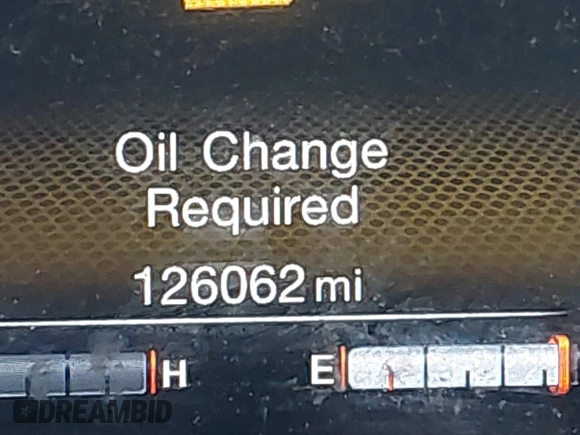 Oil Change
Required
126062 mi
H E
DREAMBID